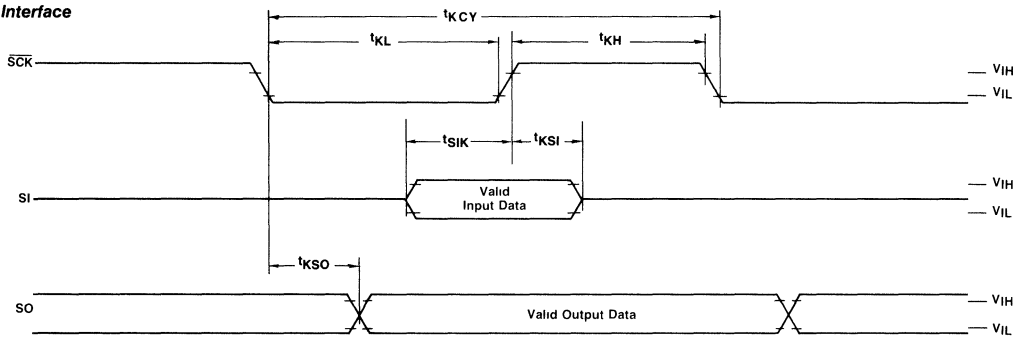 Interface
tKCY
tKL
tKH
SCK
VIH
VIL
tSIK
tKSI
SI
Valid
Input Data
VIH
VIL
tKSO
SO
Valid Output Data
VIH
VIL